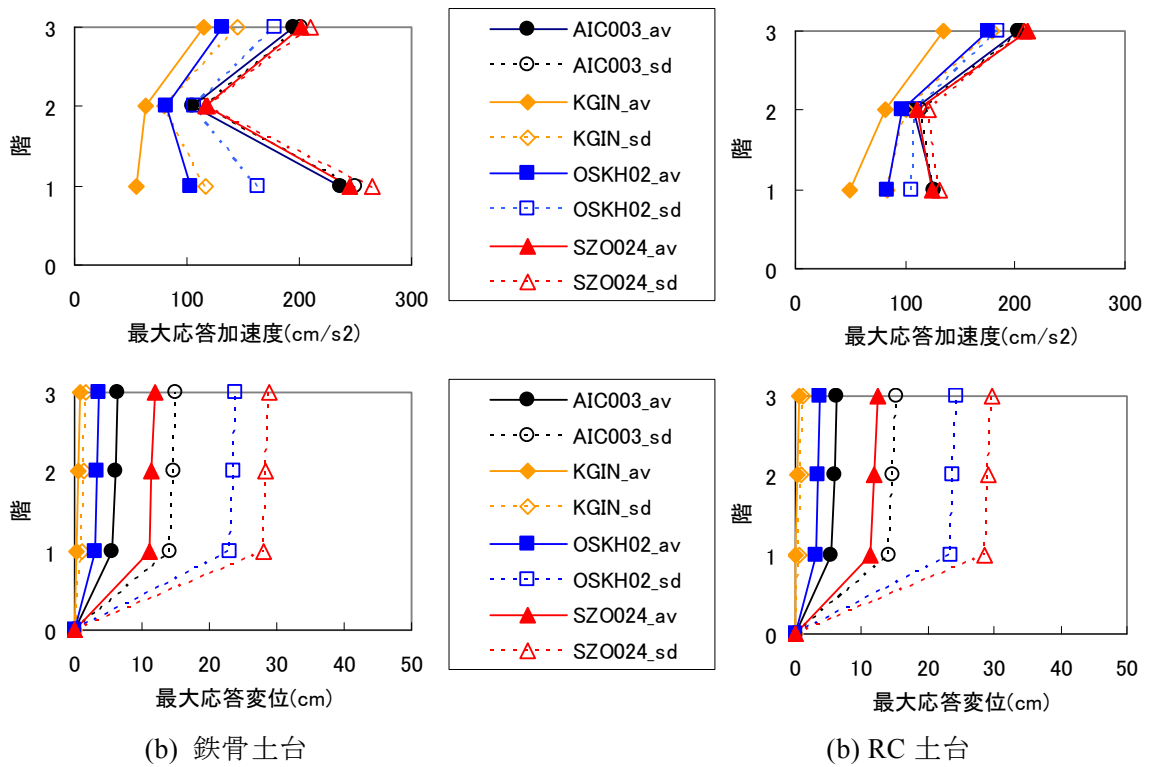 3
2
1
0
階
0 100 200 300
最大応答加速度(cm/s2)
AIC003_av
AIC003_sd
KGIN_av
KGIN_sd
OSKH02_av
OSKH02_sd
SZO024_av
SZO024_sd
3
2
1
0
階
0 100 200 300
最大応答加速度(cm/s2)
3
2
1
0
階
0 10 20 30 40 50
最大応答変位(cm)
(b) 鉄骨土台
AIC003_av
AIC003_sd
KGIN_av
KGIN_sd
OSKH02_av
OSKH02_sd
SZO024_av
SZO024_sd
3
2
1
0
階
0 10 20 30 40 50
最大応答変位(cm)
(b) RC 土台